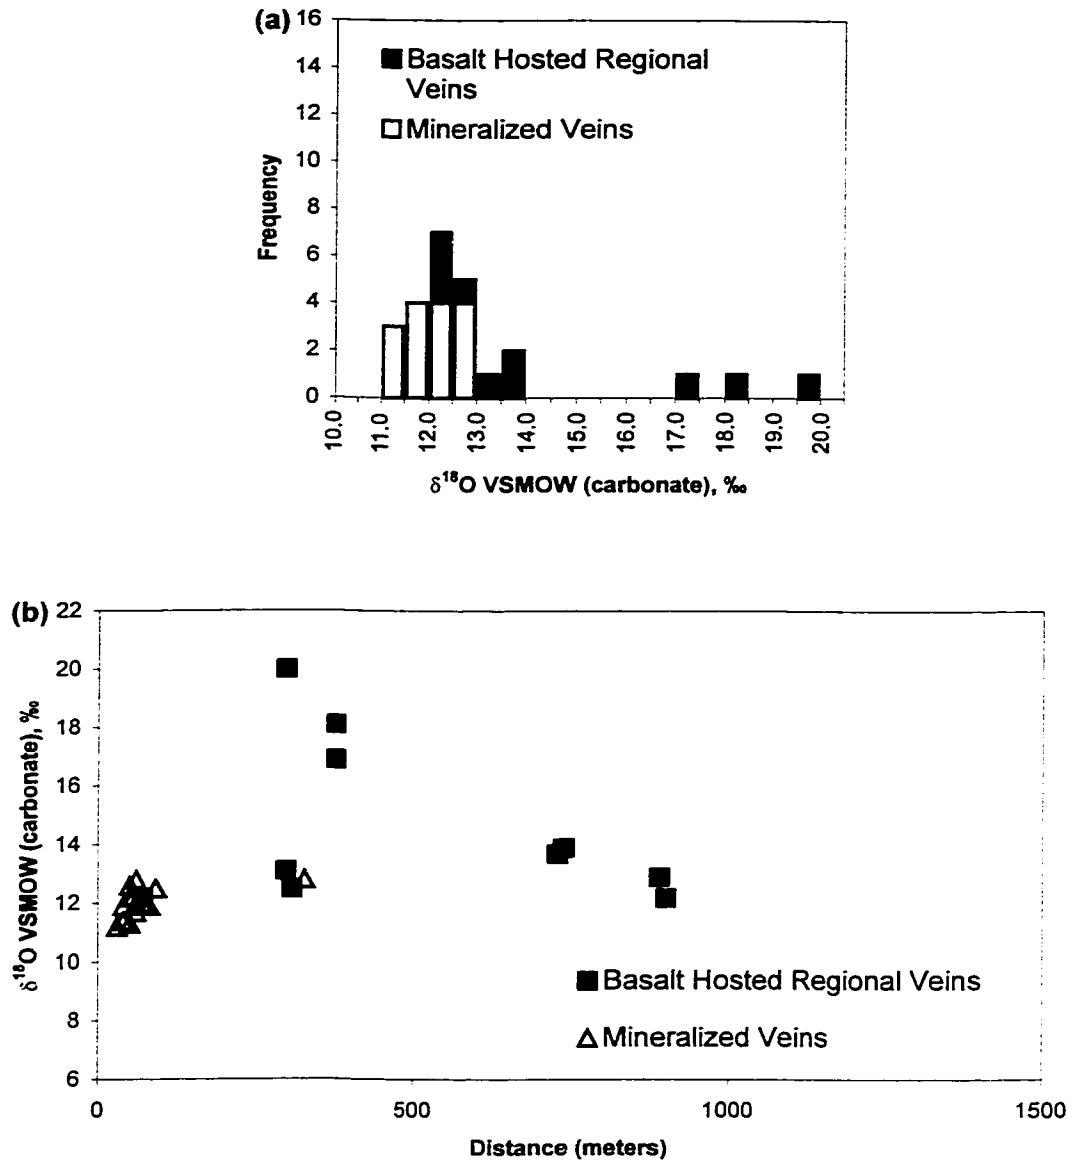 (a)
16
14
12
10
8
6
4
2
0
Frequency
Basalt Hosted Regional
Veins
Mineralized Veins
10.0 11.0 12.0 13.0 14.0 15.0 16.0 17.0 18.0 19.0 20.0
δ¹⁸O VSMOW (carbonate), ‰
(b)
22
20
18
16
14
12
10
8
6
δ¹⁸O VSMOW (carbonate), ‰
Basalt Hosted Regional Veins
Mineralized Veins
0 500 1000 1500
Distance (meters)